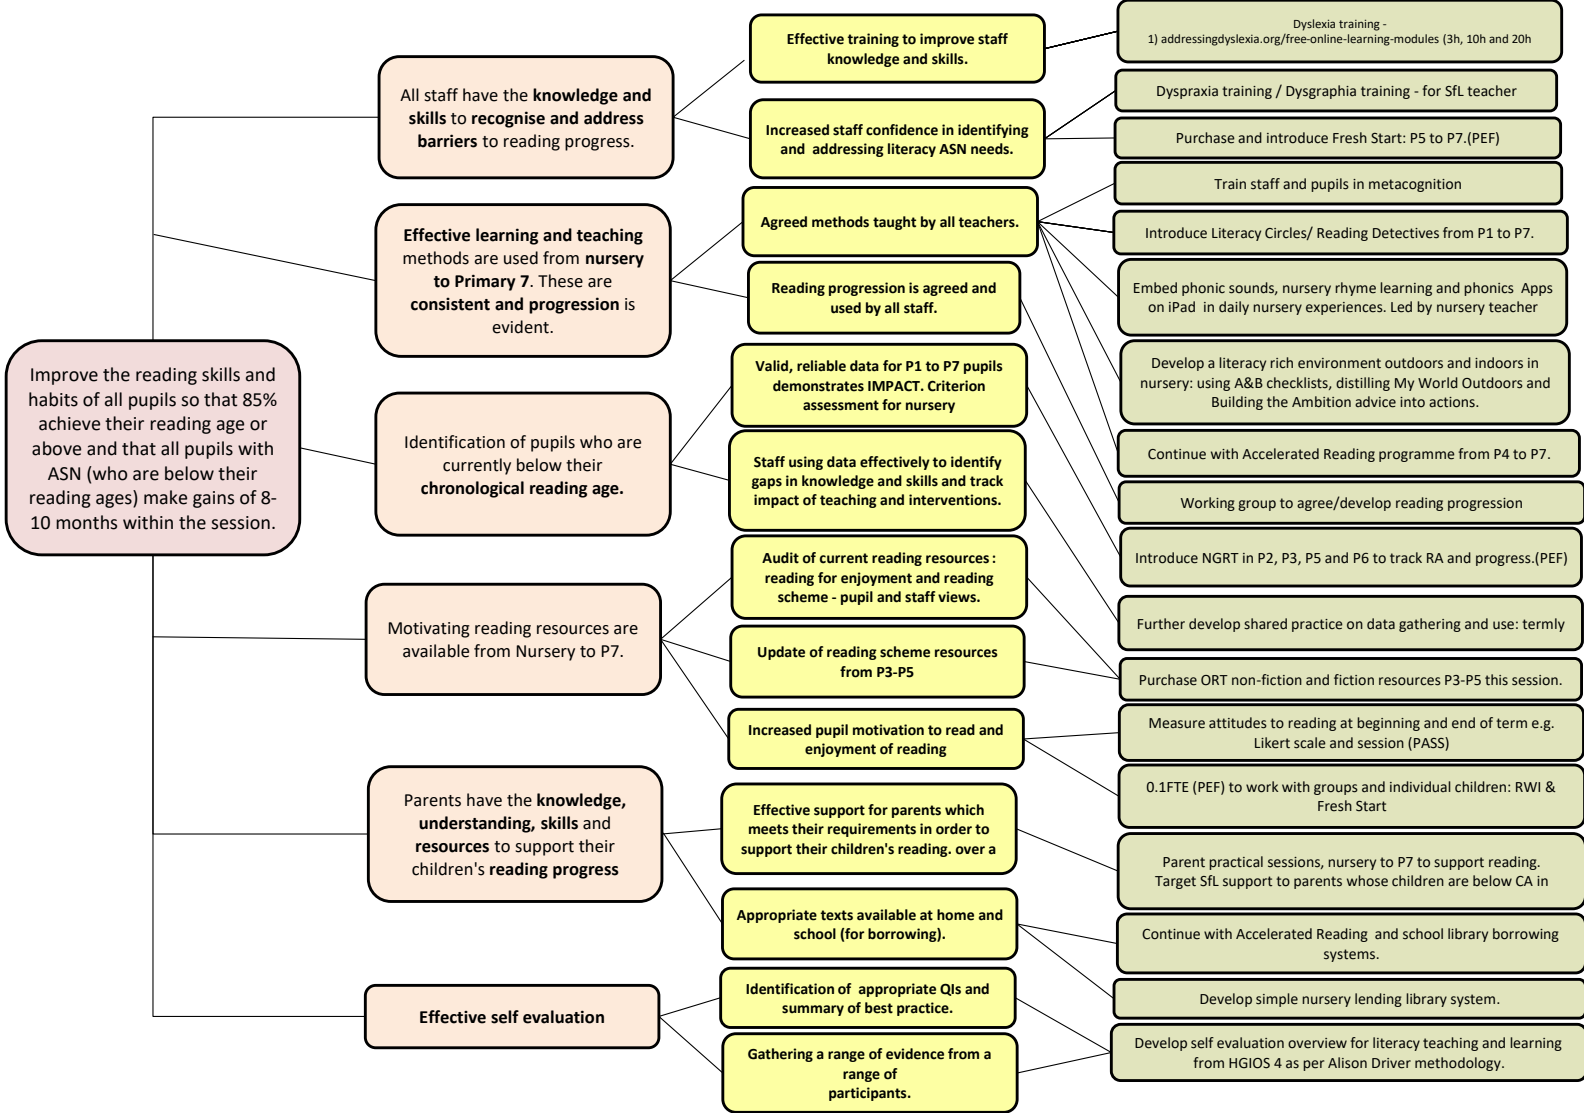 Improve the reading skills and
habits of all pupils so that 85%
achieve their reading age or
above and that all pupils with
ASN (who are below their
reading ages) make gains of 8-
10 months within the session.
All staff have the knowledge and
skills to recognise and address
barriers to reading progress.
Effective learning and teaching
methods are used from nursery
to Primary 7. These are
consistent and progression is
evident.
Identification of pupils who are
currently below their
chronological reading age.
Motivating reading resources are
available from Nursery to P7.
Parents have the knowledge,
understanding, skills and
resources to support their
children's reading progress
Effective self evaluation
Effective training to improve staff
knowledge and skills.
Increased staff confidence in identifying
and  addressing literacy ASN needs.
Agreed methods taught by all teachers.
Reading progression is agreed and
used by all staff.
Valid, reliable data for P1 to P7 pupils
demonstrates IMPACT. Criterion
assessment for nursery
Staff using data effectively to identify
gaps in knowledge and skills and track
impact of teaching and interventions.
Audit of current reading resources :
reading for enjoyment and reading
scheme - pupil and staff views.
Update of reading scheme resources
from P3-P5
Increased pupil motivation to read and
enjoyment of reading
Effective support for parents which
meets their requirements in order to
support their children's reading. over a
Appropriate texts available at home and
school (for borrowing).
Identification of  appropriate QIs and
summary of best practice.
Gathering a range of evidence from a
range of
participants.
Dyslexia training -
1) addressingdyslexia.org/free-online-learning-modules (3h, 10h and 20h
Dyspraxia training / Dysgraphia training - for SfL teacher
Purchase and introduce Fresh Start: P5 to P7.(PEF)
Train staff and pupils in metacognition
Introduce Literacy Circles/ Reading Detectives from P1 to P7.
Embed phonic sounds, nursery rhyme learning and phonics  Apps
on iPad  in daily nursery experiences. Led by nursery teacher
Develop a literacy rich environment outdoors and indoors in
nursery: using A&B checklists, distilling My World Outdoors and
Building the Ambition advice into actions.
Continue with Accelerated Reading programme from P4 to P7.
Working group to agree/develop reading progression
Introduce NGRT in P2, P3, P5 and P6 to track RA and progress.(PEF)
Further develop shared practice on data gathering and use: termly
Purchase ORT non-fiction and fiction resources P3-P5 this session.
Measure attitudes to reading at beginning and end of term e.g.
Likert scale and session (PASS)
0.1FTE (PEF) to work with groups and individual children: RWI &
Fresh Start
Parent practical sessions, nursery to P7 to support reading.
Target SfL support to parents whose children are below CA in
Continue with Accelerated Reading  and school library borrowing
systems.
Develop simple nursery lending library system.
Develop self evaluation overview for literacy teaching and learning
from HGIOS 4 as per Alison Driver methodology.